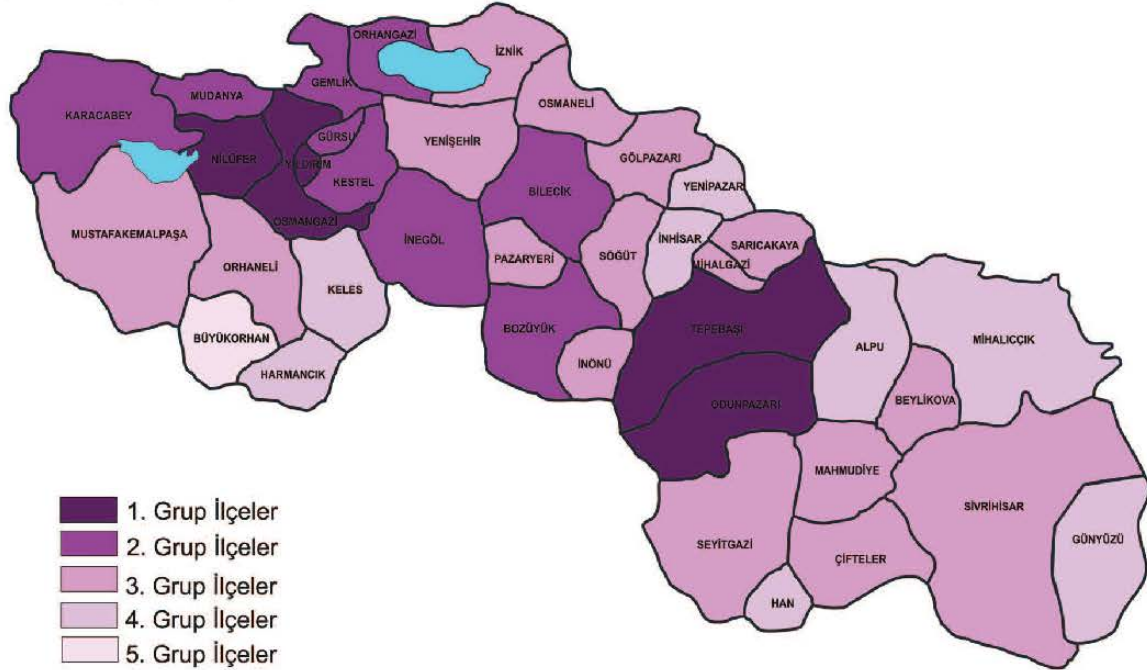 ORHANGAZİ
İZNİK
GEMLİK
MUDANYA
OSMANELİ
KARACABEY
GÜRSU
YENİŞEHİR
NİLÜFER
YILDIRIM
GÖLPAZARI
KESTEL
YENİPAZAR
BİLECİK
OSMANGAZİ
MUSTAFAKEMALPAŞA
İNEGÖL
İNHİSAR
SARICAKAYA
ORHANELİ
PAZARYERİ
SÖĞÜT
MİHALGAZİ
KELES
TEPEBAŞI
BÜYÜKORHAN
BOZÜYÜK
MİHALIÇÇIK
ALPU
İNÖNÜ
HARMANCIK
BEYLİKOVA
ODUNPAZARI
MAHMUDİYE
SİVRİHİSAR
GÜNYÜZÜ
SEYİTGAZİ
ÇİFTELER
HAN
1. Grup İlçeler
2. Grup İlçeler
3. Grup İlçeler
4. Grup İlçeler
5. Grup İlçeler